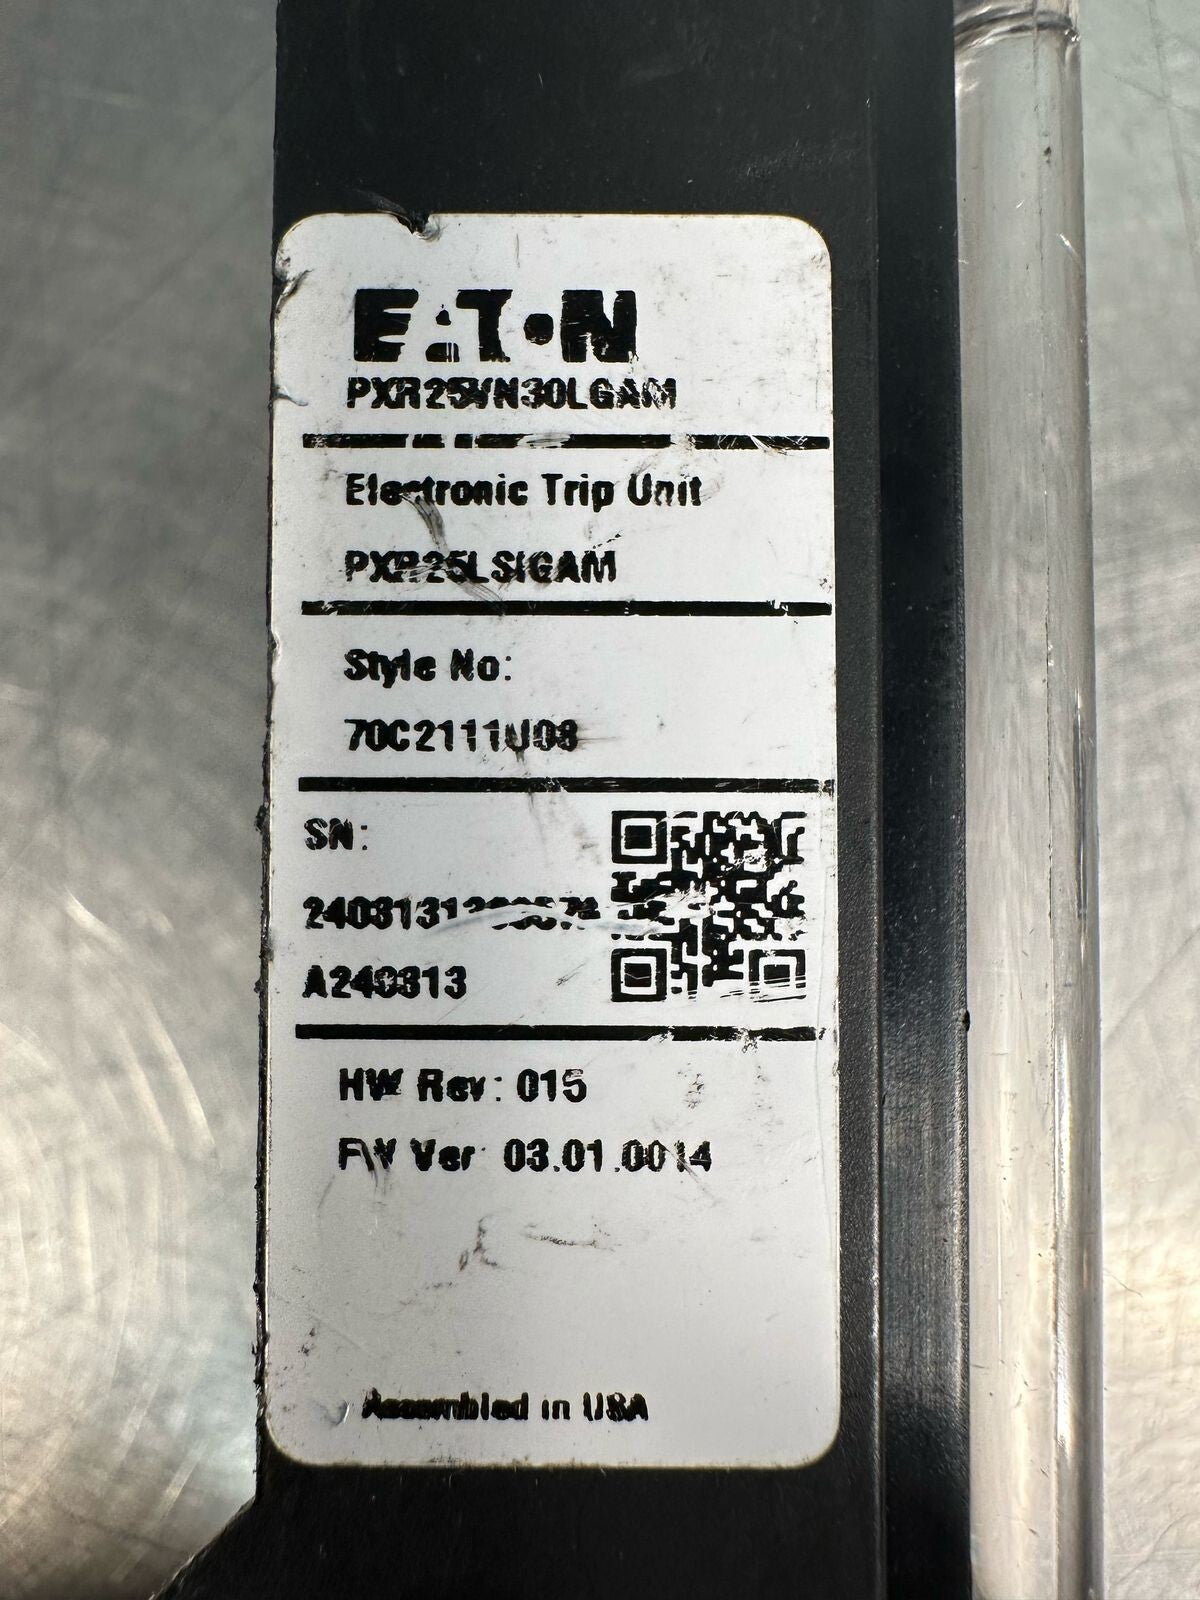 EATON
PXR25VN30LGAM
Electronic Trip Unit
PXR25LSIGAM
Style No:
70C2111U08
SN:
A240313
HW Rev: 015
FW Ver: 03.01.0014
Assembled in USA